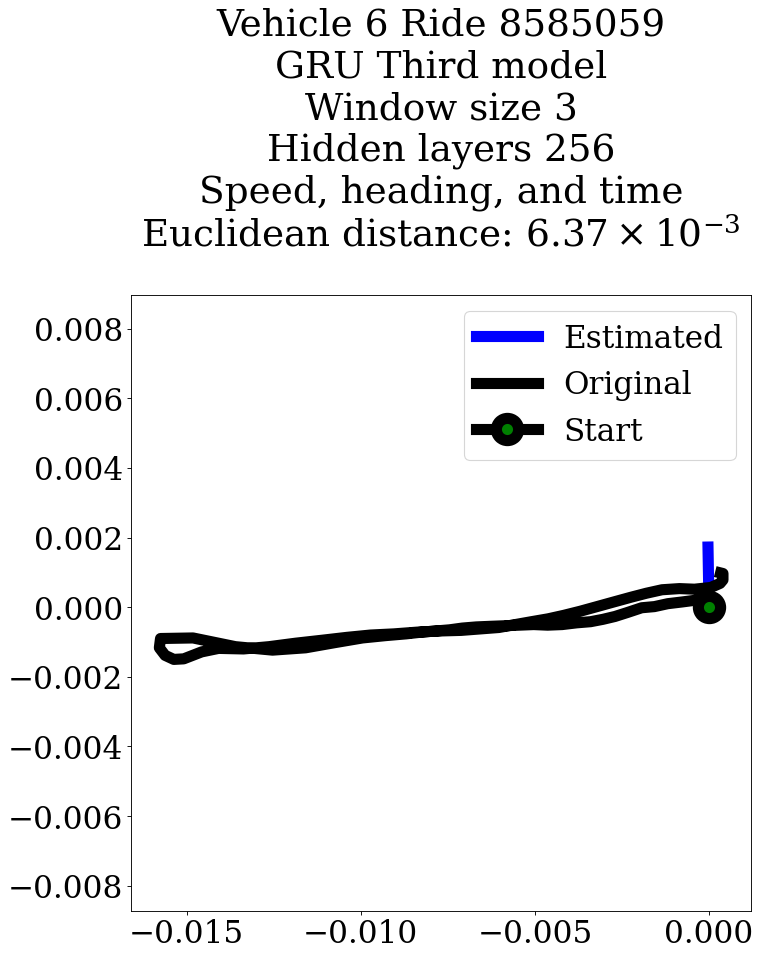 Vehicle 6 Ride 8585059
GRU Third model
Window size 3
Hidden layers 256
Speed, heading, and time
Euclidean distance: 6.37 × 10⁻³
Estimated
Original
Start
0.008
0.006
0.004
0.002
0.000
−0.002
−0.004
−0.006
−0.008
−0.015 −0.010 −0.005 0.000